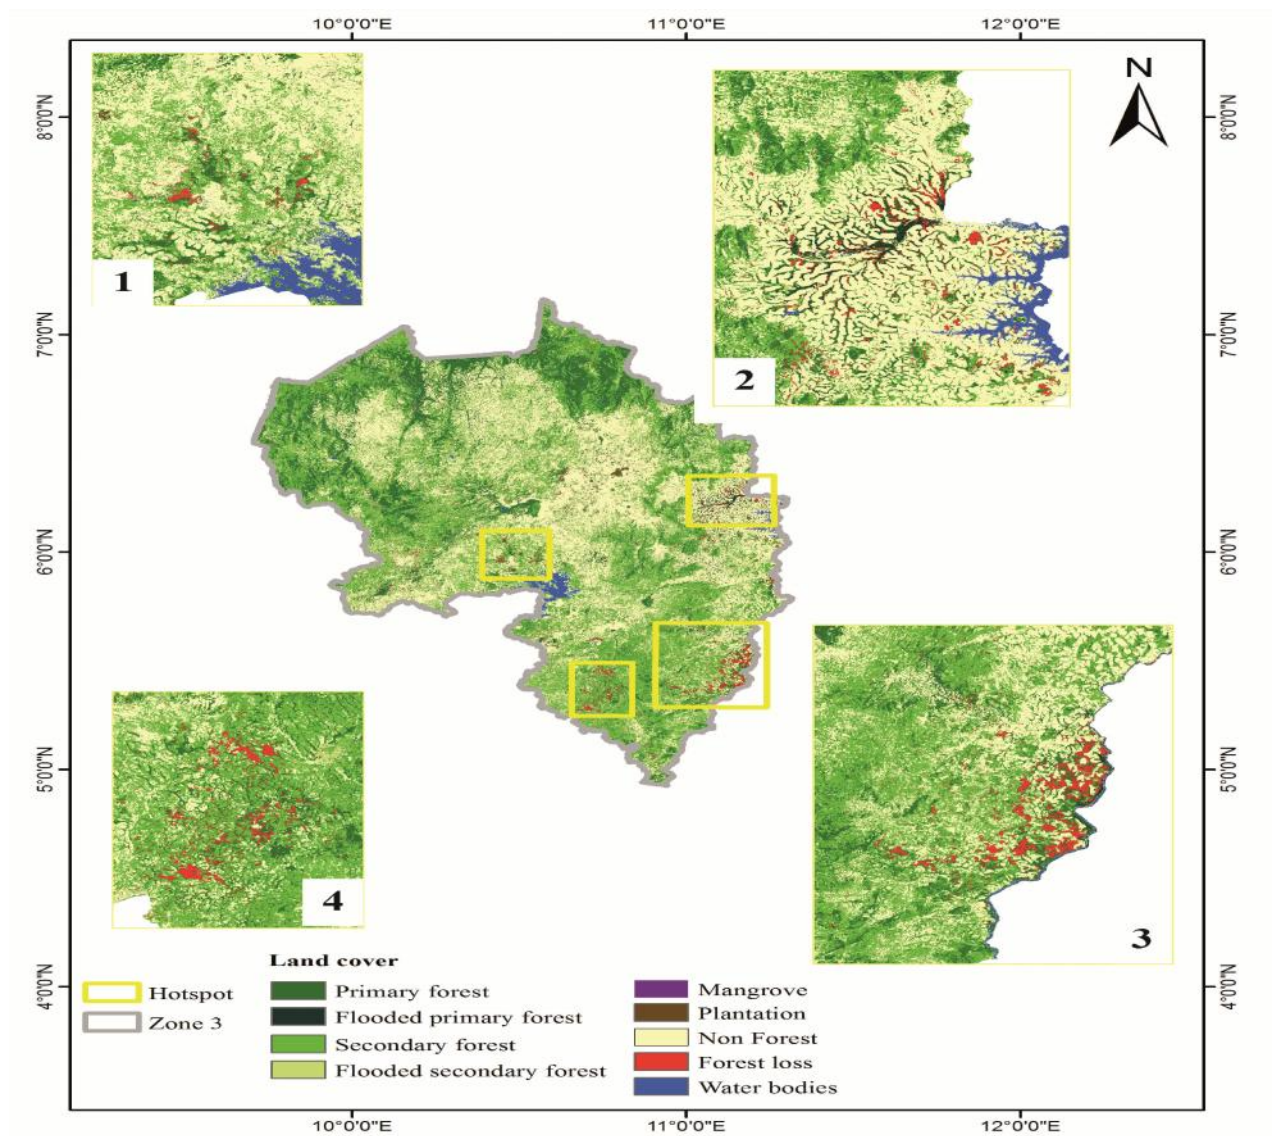 10°0'0"E 11°0'0"E 12°0'0"E
N
8°0'0"N 8°0'0"N
1
7°0'0"N 7°0'0"N
2
6°0'0"N 6°0'0"N
5°0'0"N 5°0'0"N
4
3
Land cover
4°0'0"N 4°0'0"N
Hotspot
Zone 3
Primary forest
Flooded primary forest
Secondary forest
Flooded secondary forest
Mangrove
Plantation
Non Forest
Forest loss
Water bodies
10°0'0"E 11°0'0"E 12°0'0"E